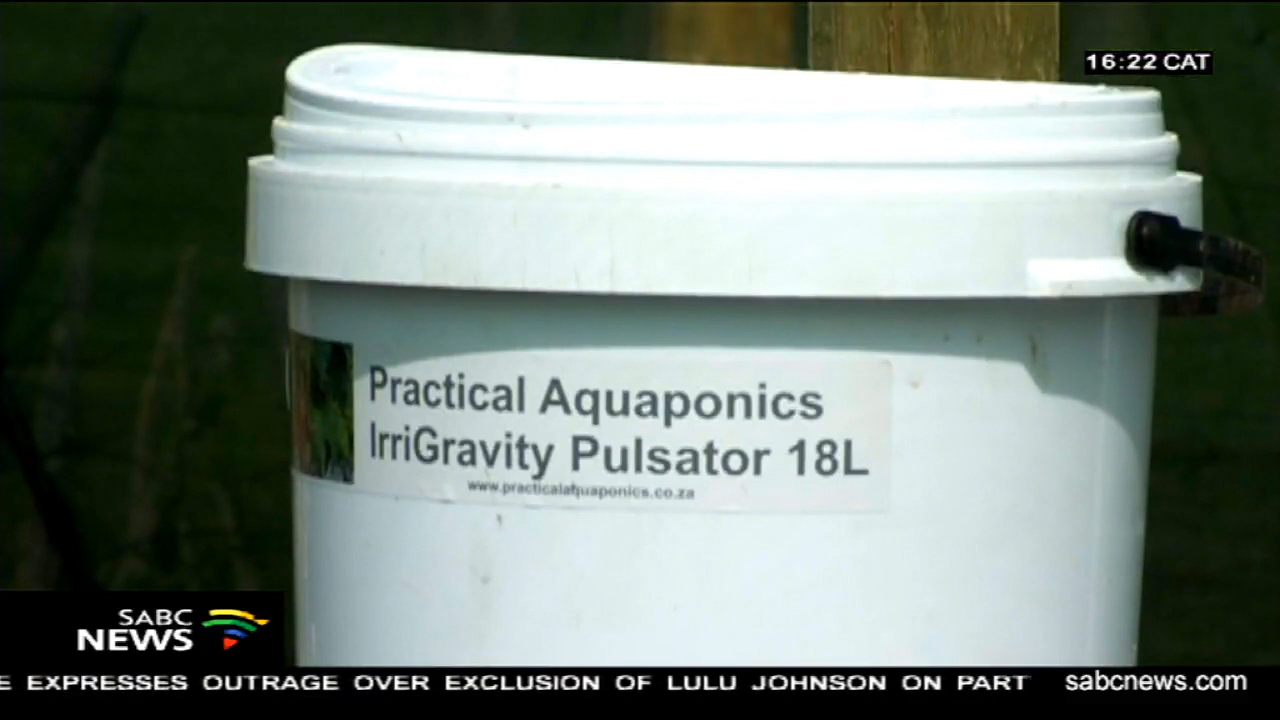 16:22 CAT
Practical Aquaponics
IrriGravity Pulsator 18L
www.practicalaquaponics.co.za
SABC
NEWS
E EXPRESSES OUTRAGE OVER EXCLUSION OF LULU JOHNSON ON PART
sabcnews.com